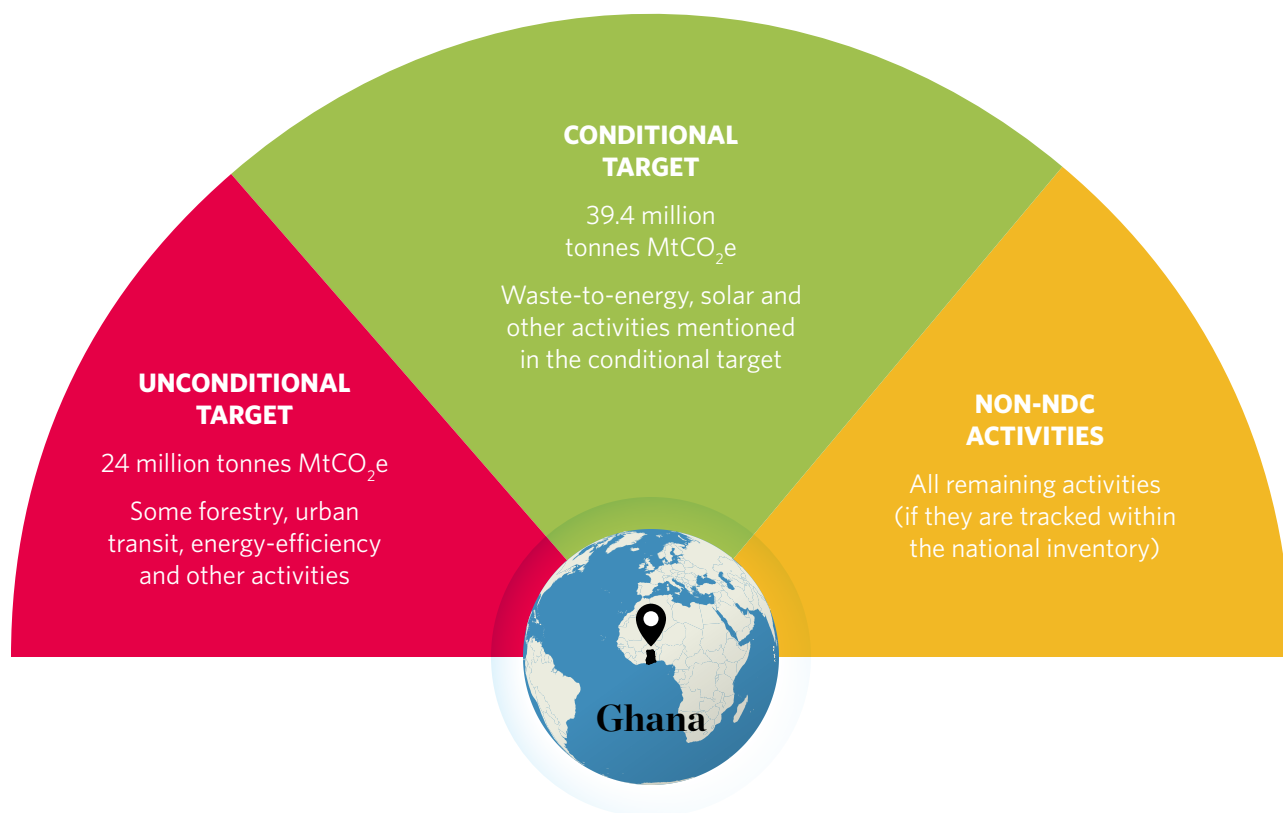 UNCONDITIONAL
TARGET
24 million tonnes MtCO₂e
Some forestry, urban
transit, energy-efficiency
and other activities
CONDITIONAL
TARGET
39.4 million
tonnes MtCO₂e
Waste-to-energy, solar and
other activities mentioned
in the conditional target
NON-NDC
ACTIVITIES
All remaining activities
(if they are tracked within
the national inventory)
Ghana